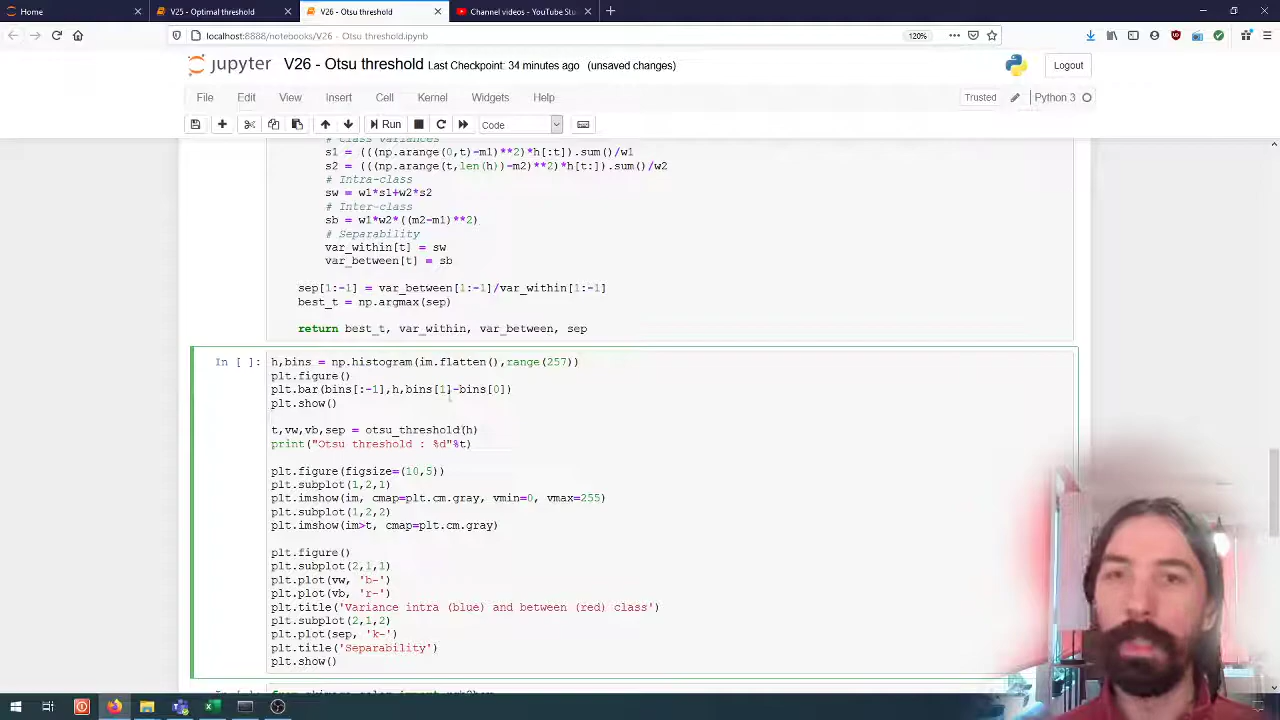 Home
V25 - Optimal threshold
V26 - Otsu threshold
Channel videos - YouTube Stu
localhost:8888/notebooks/V26 - Otsu threshold.ipynb
120%
jupyter V26 - Otsu threshold Last Checkpoint: 34 minutes ago (unsaved changes)
Logout
File Edit View Insert Cell Kernel Widgets Help
Trusted
Python 3
Run
Code
# Class variances
s1 = (((np.arange(0,t)-m1)**2)*h[:t]).sum()/w1
s2 = (((np.arange(t,len(h))-m2)**2)*h[t:]).sum()/w2
# Intra-class
sw = w1*s1+w2*s2
# Inter-class
sb = w1*w2*((m2-m1)**2)
# Separability
var_within[t] = sw
var_between[t] = sb
sep[1:-1] = var_between[1:-1]/var_within[1:-1]
best_t = np.argmax(sep)
return best_t, var_within, var_between, sep
In [ ]:
h,bins = np.histogram(im.flatten(),range(257))
plt.figure()
plt.bar(bins[:-1],h,bins[1]-bins[0])
plt.show()
t,vw,vb,sep = otsu_threshold(h)
print("Otsu threshold : %d"%t)
plt.figure(figsize=(10,5))
plt.subplot(1,2,1)
plt.imshow(im, cmap=plt.cm.gray, vmin=0, vmax=255)
plt.subplot(1,2,2)
plt.imshow(im>t, cmap=plt.cm.gray)
plt.figure()
plt.subplot(2,1,1)
plt.plot(vw, 'b-')
plt.plot(vb, 'r-')
plt.title('Variance intra (blue) and between (red) class')
plt.subplot(2,1,2)
plt.plot(sep, 'k-')
plt.title('Separability')
plt.show()